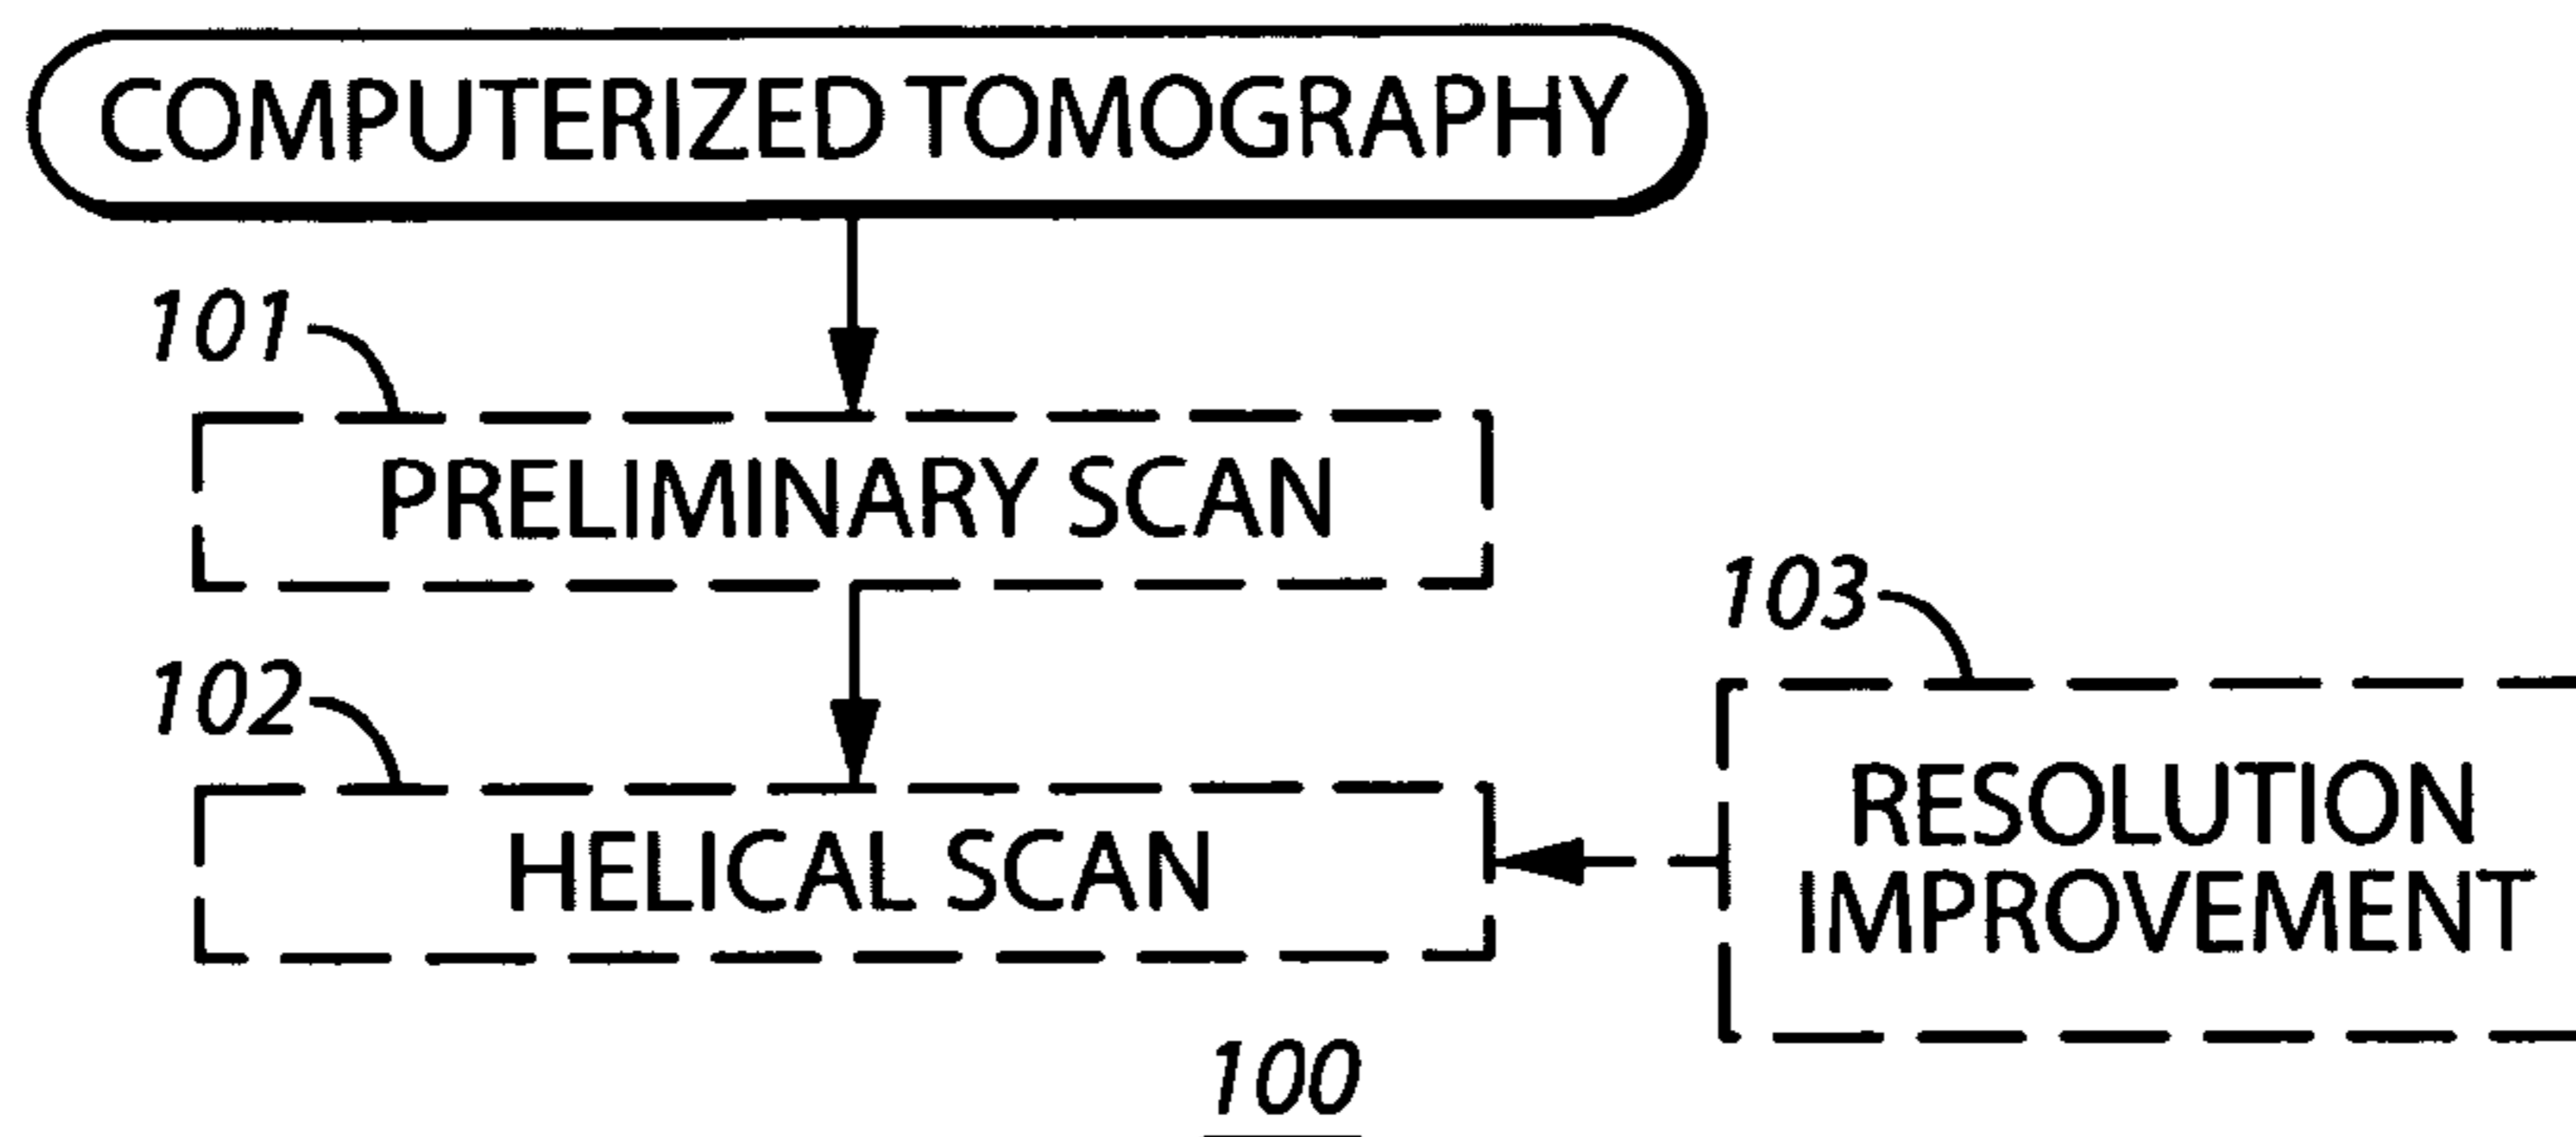 COMPUTERIZED TOMOGRAPHY
101
PRELIMINARY SCAN
102
HELICAL SCAN
103
RESOLUTION
IMPROVEMENT
100